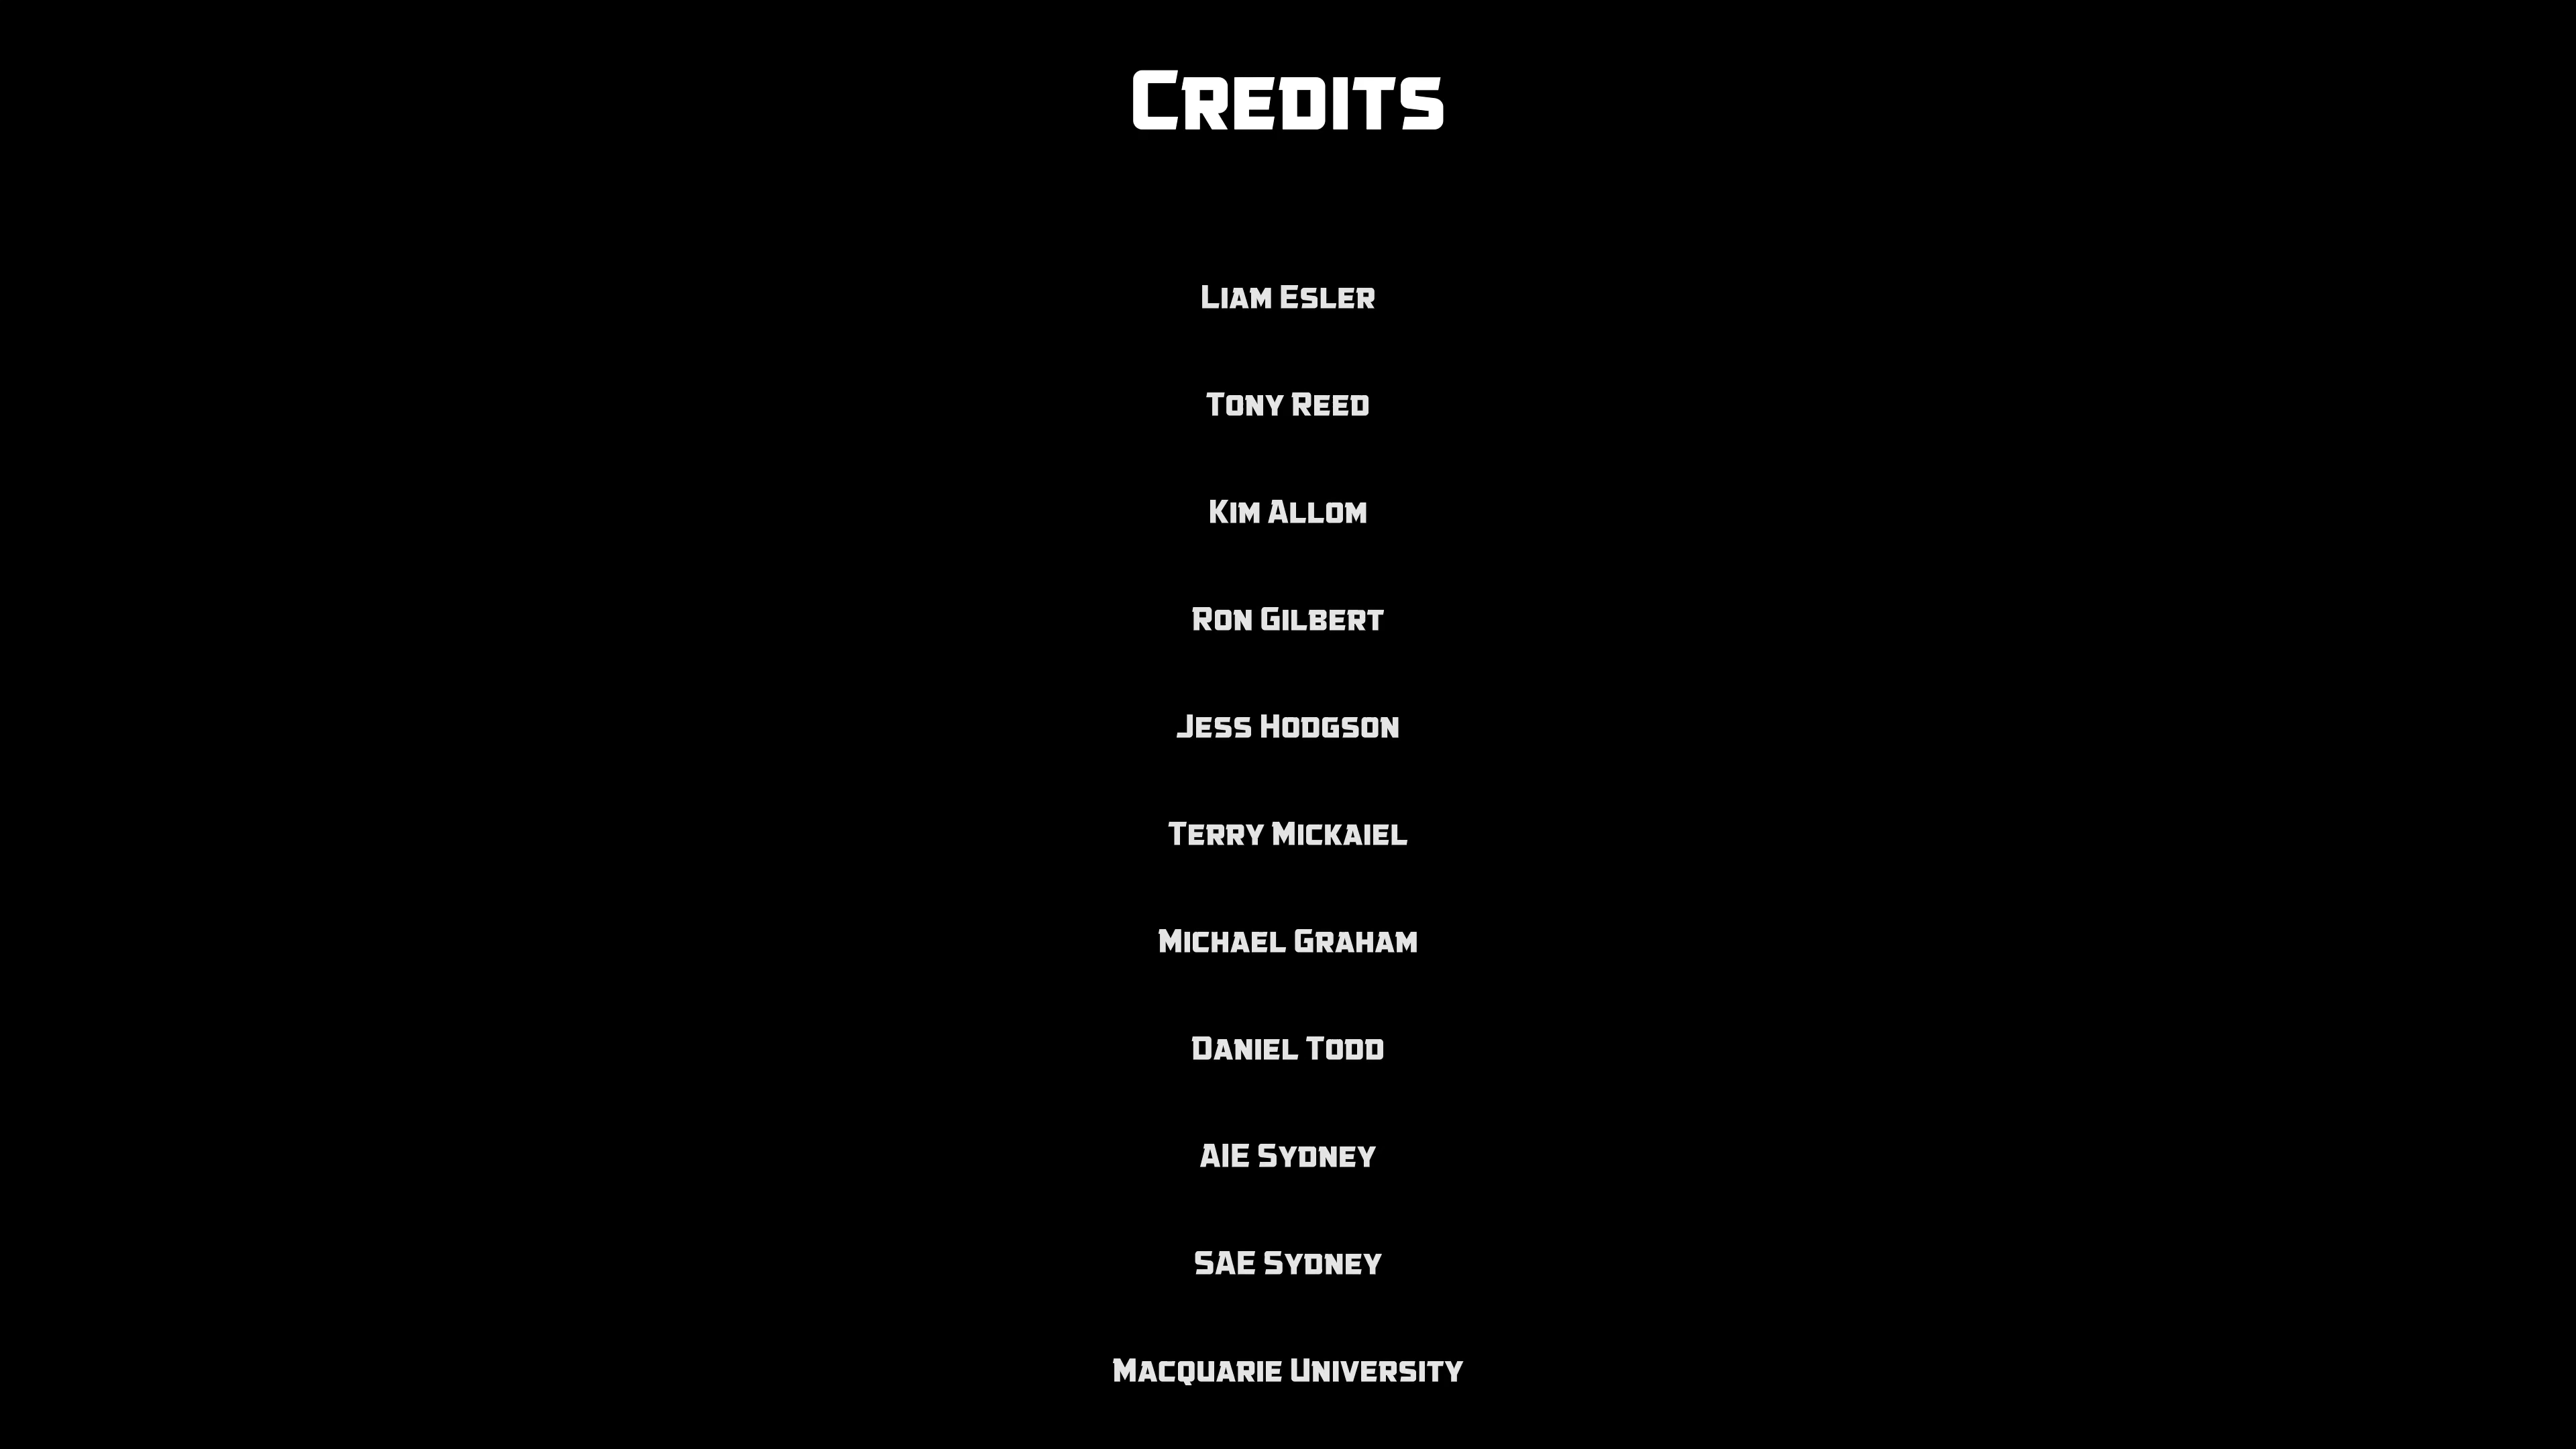 Credits
Liam Esler
Tony Reed
Kim Allom
Ron Gilbert
Jess Hodgson
Terry Mickaiel
Michael Graham
Daniel Todd
AIE Sydney
SAE Sydney
Macquarie University